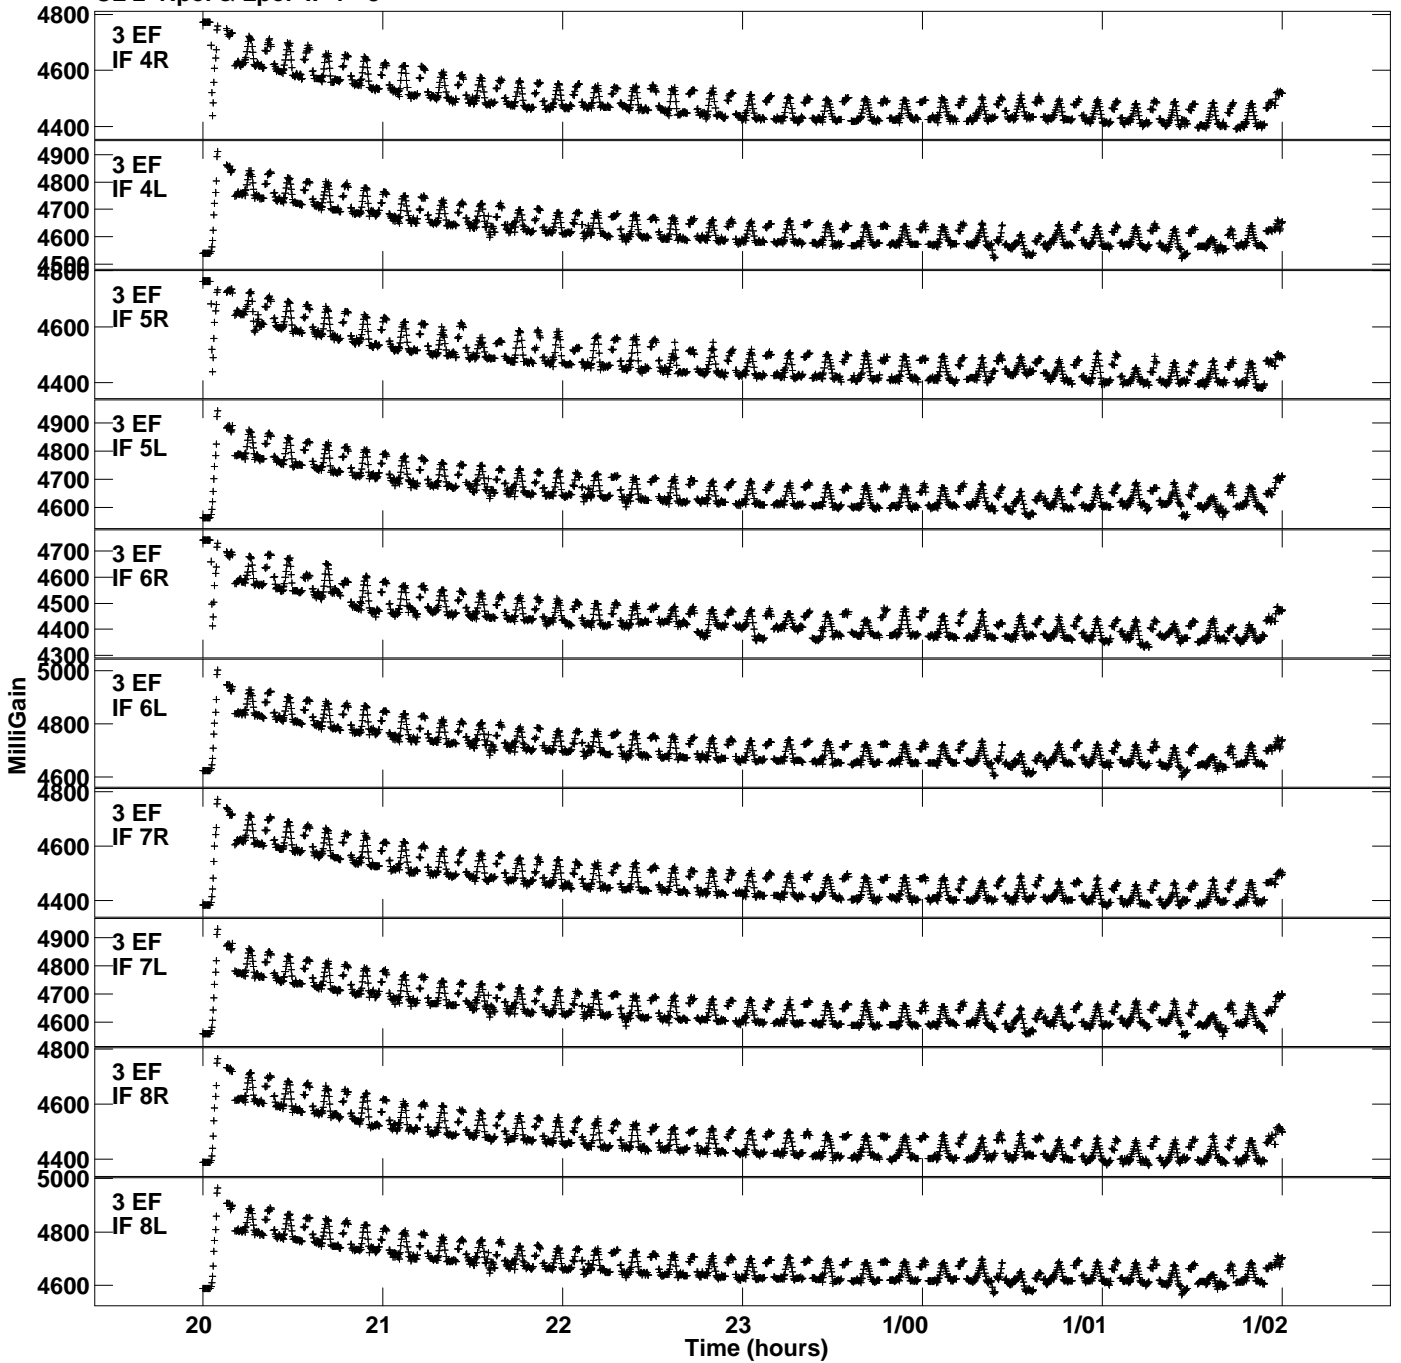 4800
3 EF
IF 4R
4600
4400
4900
3 EF
IF 4L
4800
4700
4600
4500
4800
3 EF
IF 5R
4600
4400
4900
3 EF
IF 5L
4800
4700
4600
4700
3 EF
IF 6R
4600
4500
4400
4300
5000
3 EF
IF 6L
4800
4600
4800
3 EF
IF 7R
4600
4400
4900
3 EF
IF 7L
4800
4700
4600
4800
3 EF
IF 8R
4600
4400
5000
3 EF
IF 8L
4800
4600
MilliGain
20 21 22 23 1/00 1/01 1/02
Time (hours)